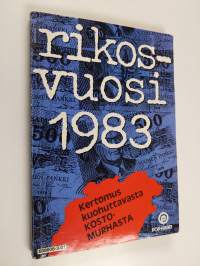 rikos-
vuosi
1983
Kertomus
kuohuttavasta
KOSTO-
MURHASTA